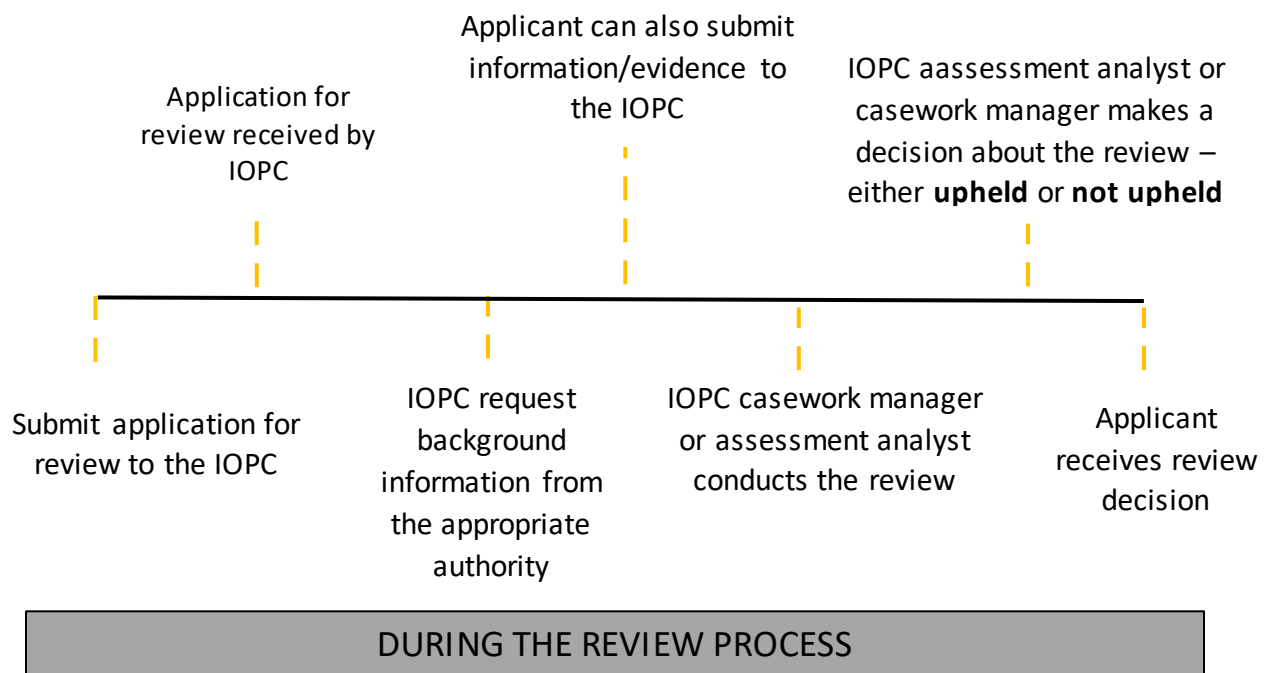 Submit application for
review to the IOPC
Application for
review received by
IOPC
IOPC request
background
information from
the appropriate
authority
Applicant can also submit
information/evidence to
the IOPC
IOPC casework manager
or assessment analyst
conducts the review
IOPC aassessment analyst or
casework manager makes a
decision about the review –
either upheld or not upheld
Applicant
receives review
decision
DURING THE REVIEW PROCESS